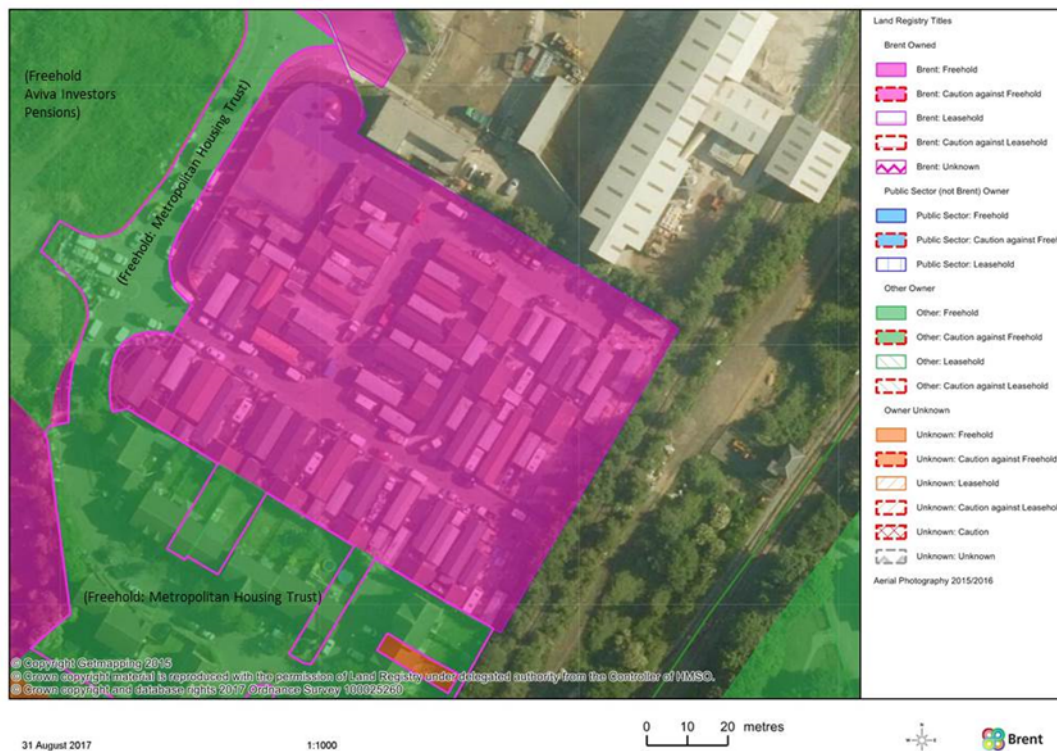 (Freehold
Aviva Investors
Pensions)
(Freehold: Metropolitan Housing Trust)
(Freehold: Metropolitan Housing Trust)
© Copyright Getmapping 2015
© Crown copyright material is reproduced with the permission of Land Registry under delegated authority from the Controller of HMSO.
© Crown copyright and database rights 2017 Ordnance Survey 100025260
Land Registry Titles
Brent Owned
Brent: Freehold
Brent: Caution against Freehold
Brent: Leasehold
Brent: Caution against Leasehold
Brent: Unknown
Public Sector (not Brent) Owner
Public Sector: Freehold
Public Sector: Caution against Freeh
Public Sector: Leasehold
Other Owner
Other: Freehold
Other: Caution against Freehold
Other: Leasehold
Other: Caution against Leasehold
Owner Unknown
Unknown: Freehold
Unknown: Caution against Freehold
Unknown: Leasehold
Unknown: Caution against Leasehold
Unknown: Caution
Unknown: Unknown
Aerial Photography 2015/2016
31 August 2017
1:1000
0 10 20 metres
Brent